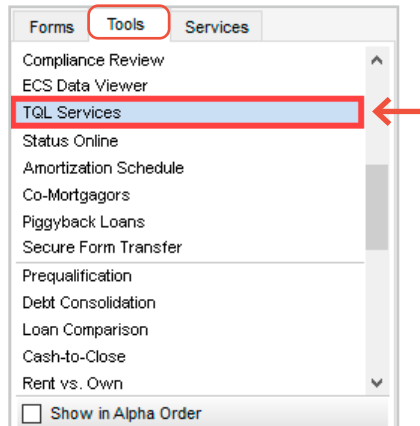 Forms Tools Services
Compliance Review
ECS Data Viewer
TQL Services
Status Online
Amortization Schedule
Co-Mortgagors
Piggyback Loans
Secure Form Transfer
Prequalification
Debt Consolidation
Loan Comparison
Cash-to-Close
Rent vs. Own
Show in Alpha Order